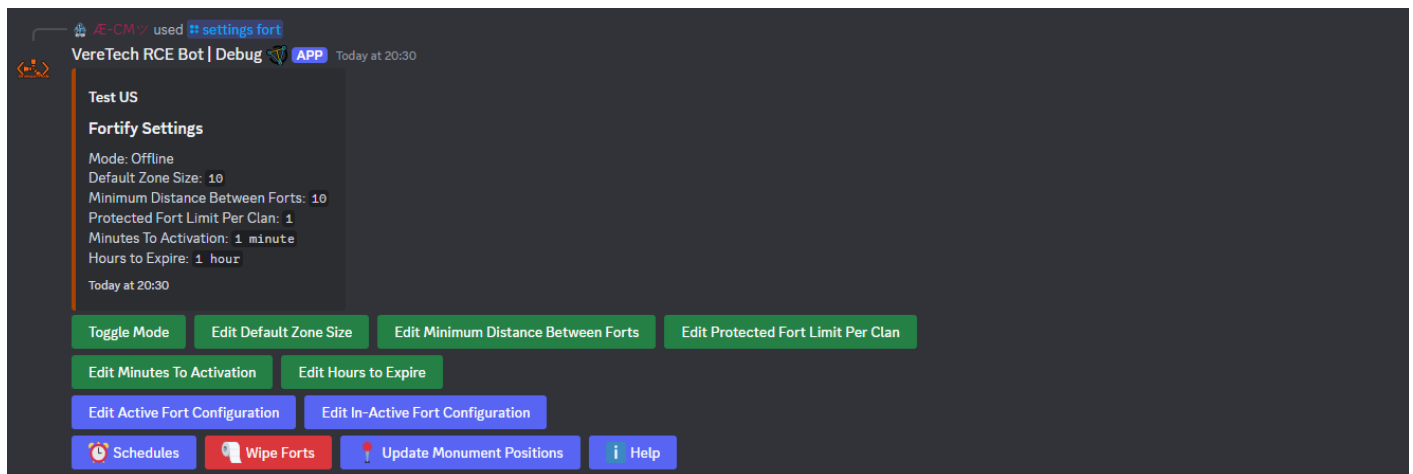 Æ-CMツ used settings fort
VereTech RCE Bot | Debug APP Today at 20:30
Test US
Fortify Settings
Mode: Offline
Default Zone Size: 10
Minimum Distance Between Forts: 10
Protected Fort Limit Per Clan: 1
Minutes To Activation: 1 minute
Hours to Expire: 1 hour
Today at 20:30
Toggle Mode Edit Default Zone Size Edit Minimum Distance Between Forts Edit Protected Fort Limit Per Clan
Edit Minutes To Activation Edit Hours to Expire
Edit Active Fort Configuration Edit In-Active Fort Configuration
Schedules Wipe Forts Update Monument Positions Help